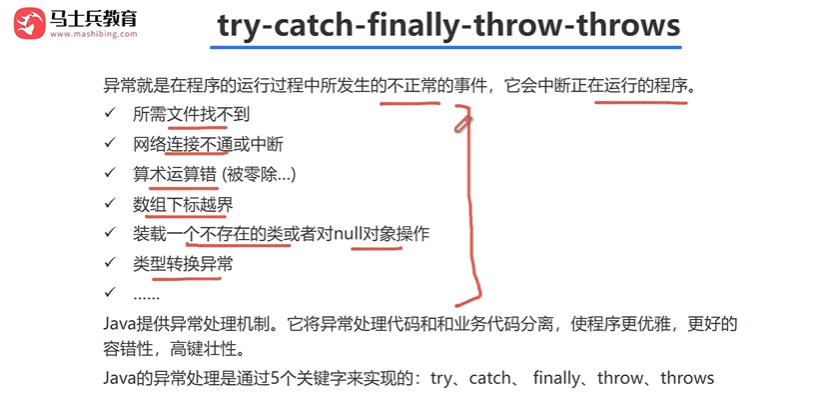 马士兵教育
www.mashibing.com
try-catch-finally-throw-throws
异常就是在程序的运行过程中所发生的不正常的事件，它会中断正在运行的程序。
✓ 所需文件找不到
✓ 网络连接不通或中断
✓ 算术运算错 (被零除…)
✓ 数组下标越界
✓ 装载一个不存在的类或者对null对象操作
✓ 类型转换异常
✓ ……
Java提供异常处理机制。它将异常处理代码和和业务代码分离，使程序更优雅，更好的
容错性，高键壮性。
Java的异常处理是通过5个关键字来实现的：try、catch、 finally、throw、throws